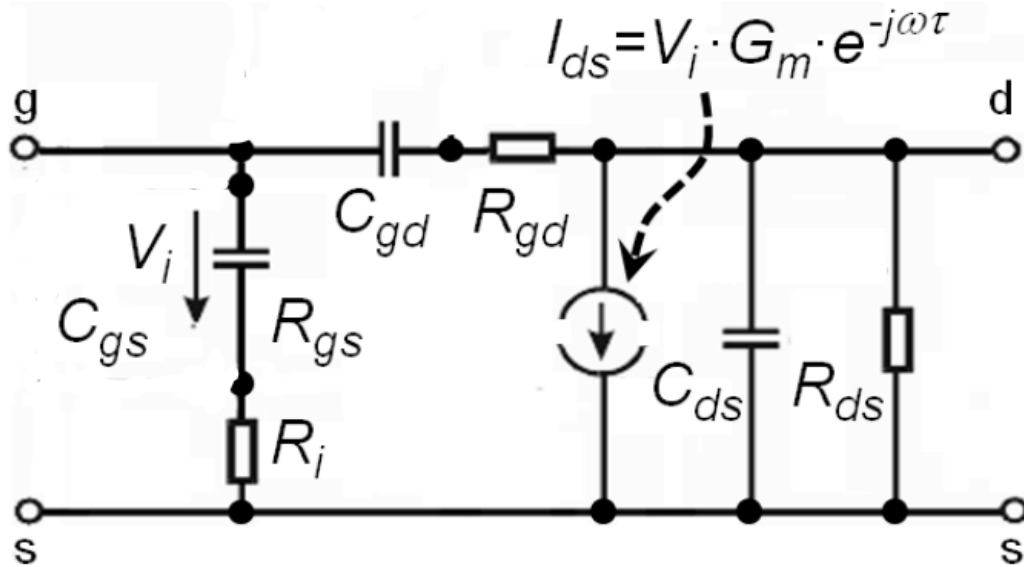 I_ds=V_i·G_m·e^-jωτ
g
d
C_gd
R_gd
V_i
C_gs
R_gs
C_ds
R_ds
R_i
s
s